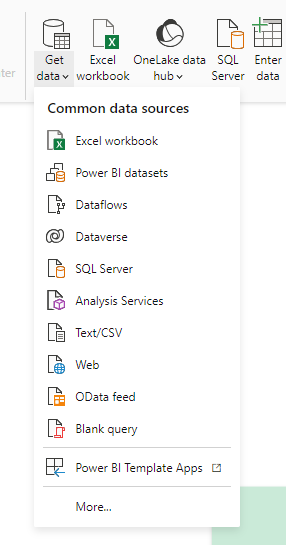 ter
Get data
Excel workbook
OneLake data hub
SQL Server
Enter data
Common data sources
Excel workbook
Power BI datasets
Dataflows
Dataverse
SQL Server
Analysis Services
Text/CSV
Web
OData feed
Blank query
Power BI Template Apps
More...